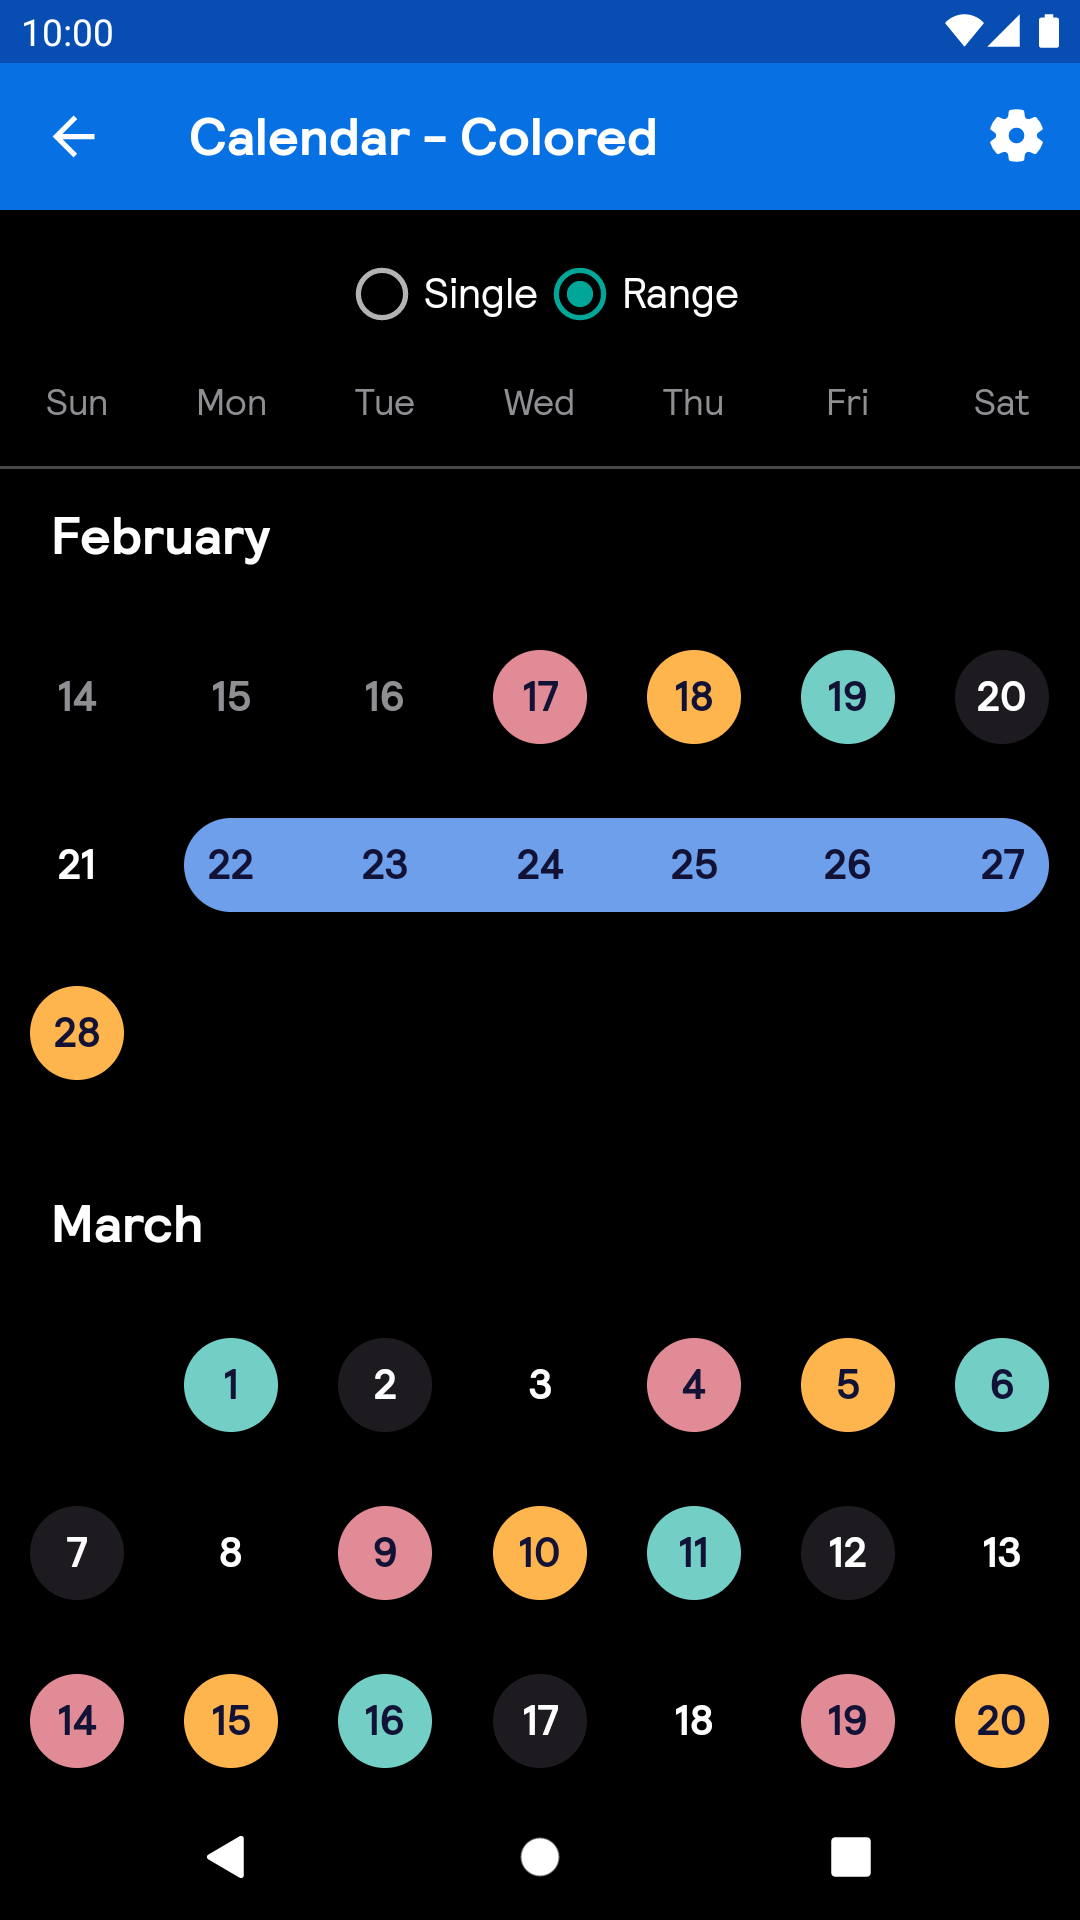 10:00
Calendar - Colored
Single Range
Sun Mon Tue Wed Thu Fri Sat
February
14 15 16 17 18 19 20
21 22 23 24 25 26 27
28
March
1 2 3 4 5 6
7 8 9 10 11 12 13
14 15 16 17 18 19 20